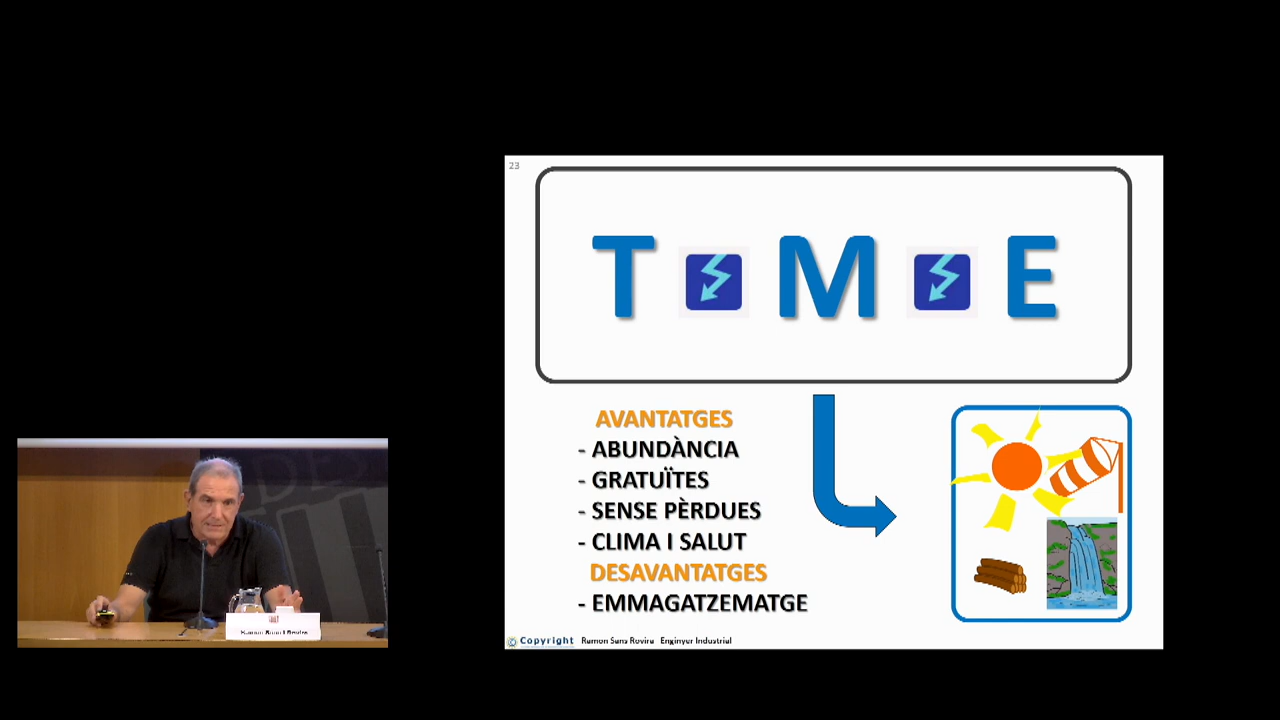 23
T M E
AVANTATGES
- ABUNDÀNCIA
- GRATUÏTES
- SENSE PÈRDUES
- CLIMA I SALUT
DESAVANTATGES
- EMMAGATZEMATGE
© Copyright Ramon Sans Rovira Enginyer Industrial